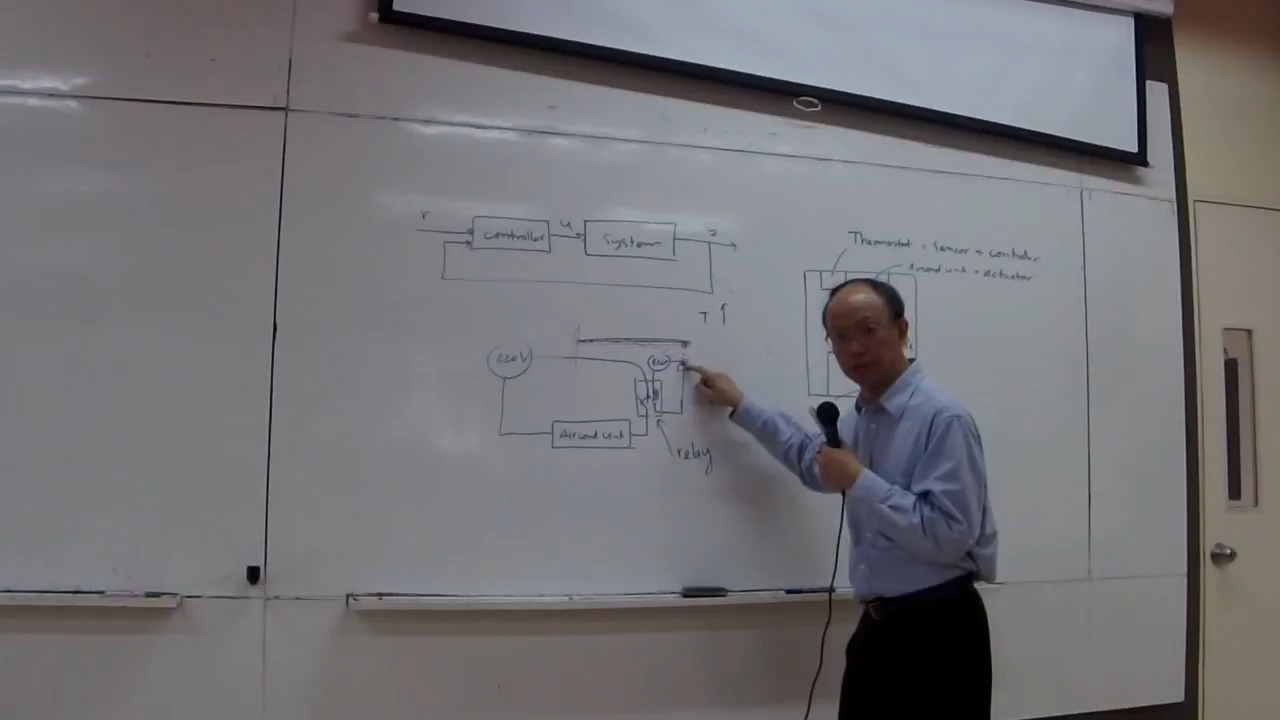 r
controller
u
System
Thermostat = Sensor + controller
Aircond unit = actuator
T ↑
220V
Aircond Unit
relay